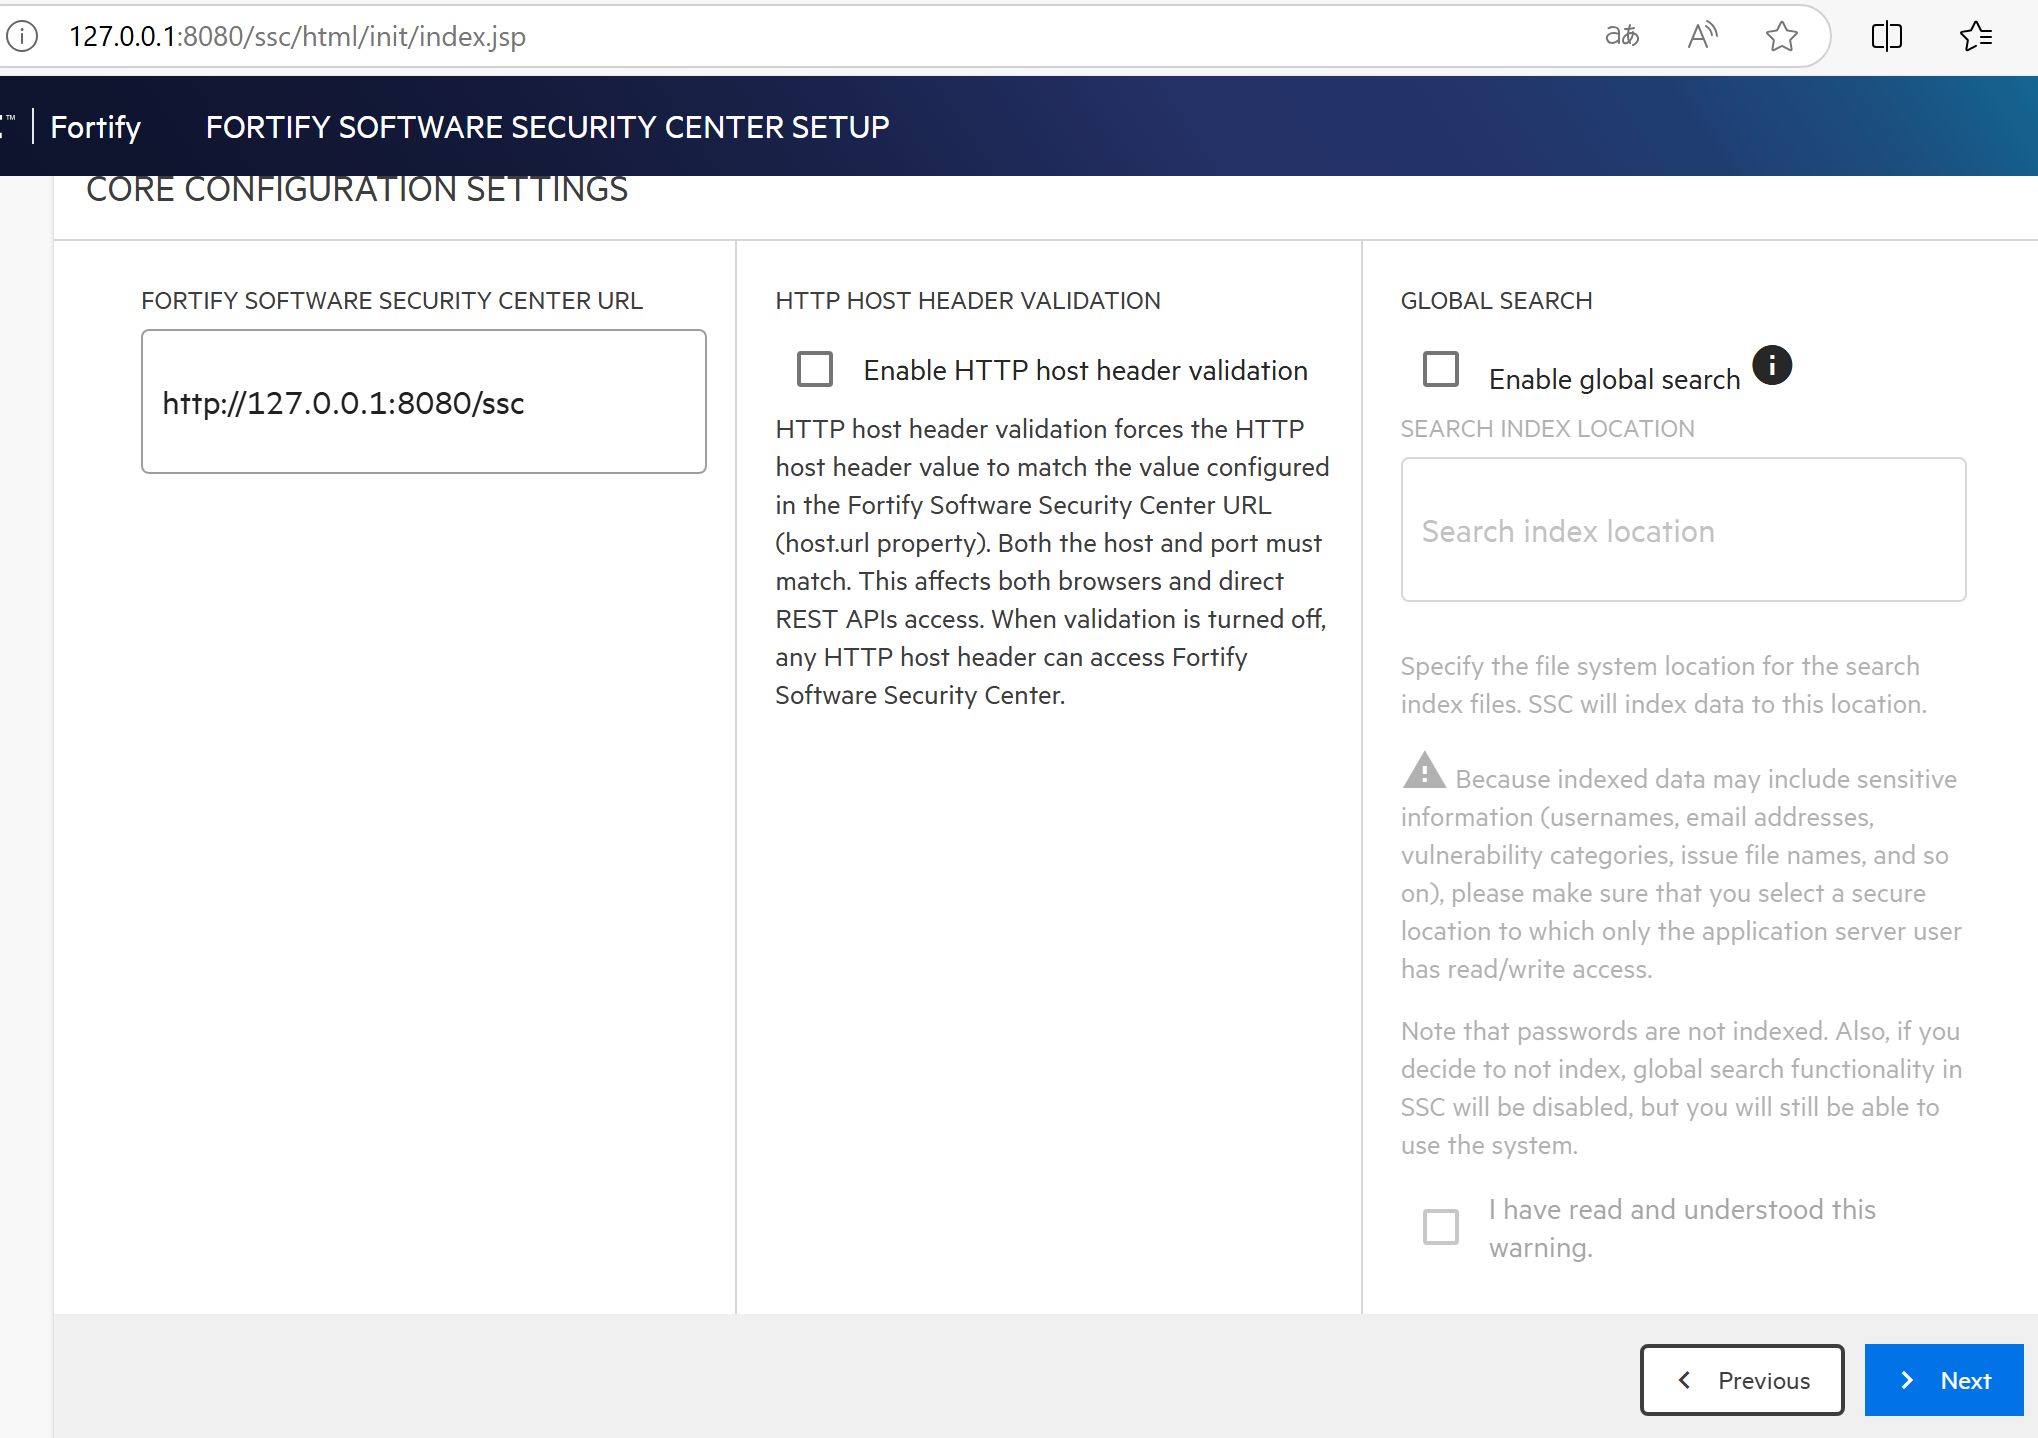 127.0.0.1:8080/ssc/html/init/index.jsp
Fortify
FORTIFY SOFTWARE SECURITY CENTER SETUP
CORE CONFIGURATION SETTINGS
FORTIFY SOFTWARE SECURITY CENTER URL
http://127.0.0.1:8080/ssc
HTTP HOST HEADER VALIDATION
Enable HTTP host header validation
HTTP host header validation forces the HTTP
host header value to match the value configured
in the Fortify Software Security Center URL
(host.url property). Both the host and port must
match. This affects both browsers and direct
REST APIs access. When validation is turned off,
any HTTP host header can access Fortify
Software Security Center.
GLOBAL SEARCH
Enable global search
SEARCH INDEX LOCATION
Search index location
Specify the file system location for the search
index files. SSC will index data to this location.
Because indexed data may include sensitive
information (usernames, email addresses,
vulnerability categories, issue file names, and so
on), please make sure that you select a secure
location to which only the application server user
has read/write access.
Note that passwords are not indexed. Also, if you
decide to not index, global search functionality in
SSC will be disabled, but you will still be able to
use the system.
I have read and understood this
warning.
Previous
Next